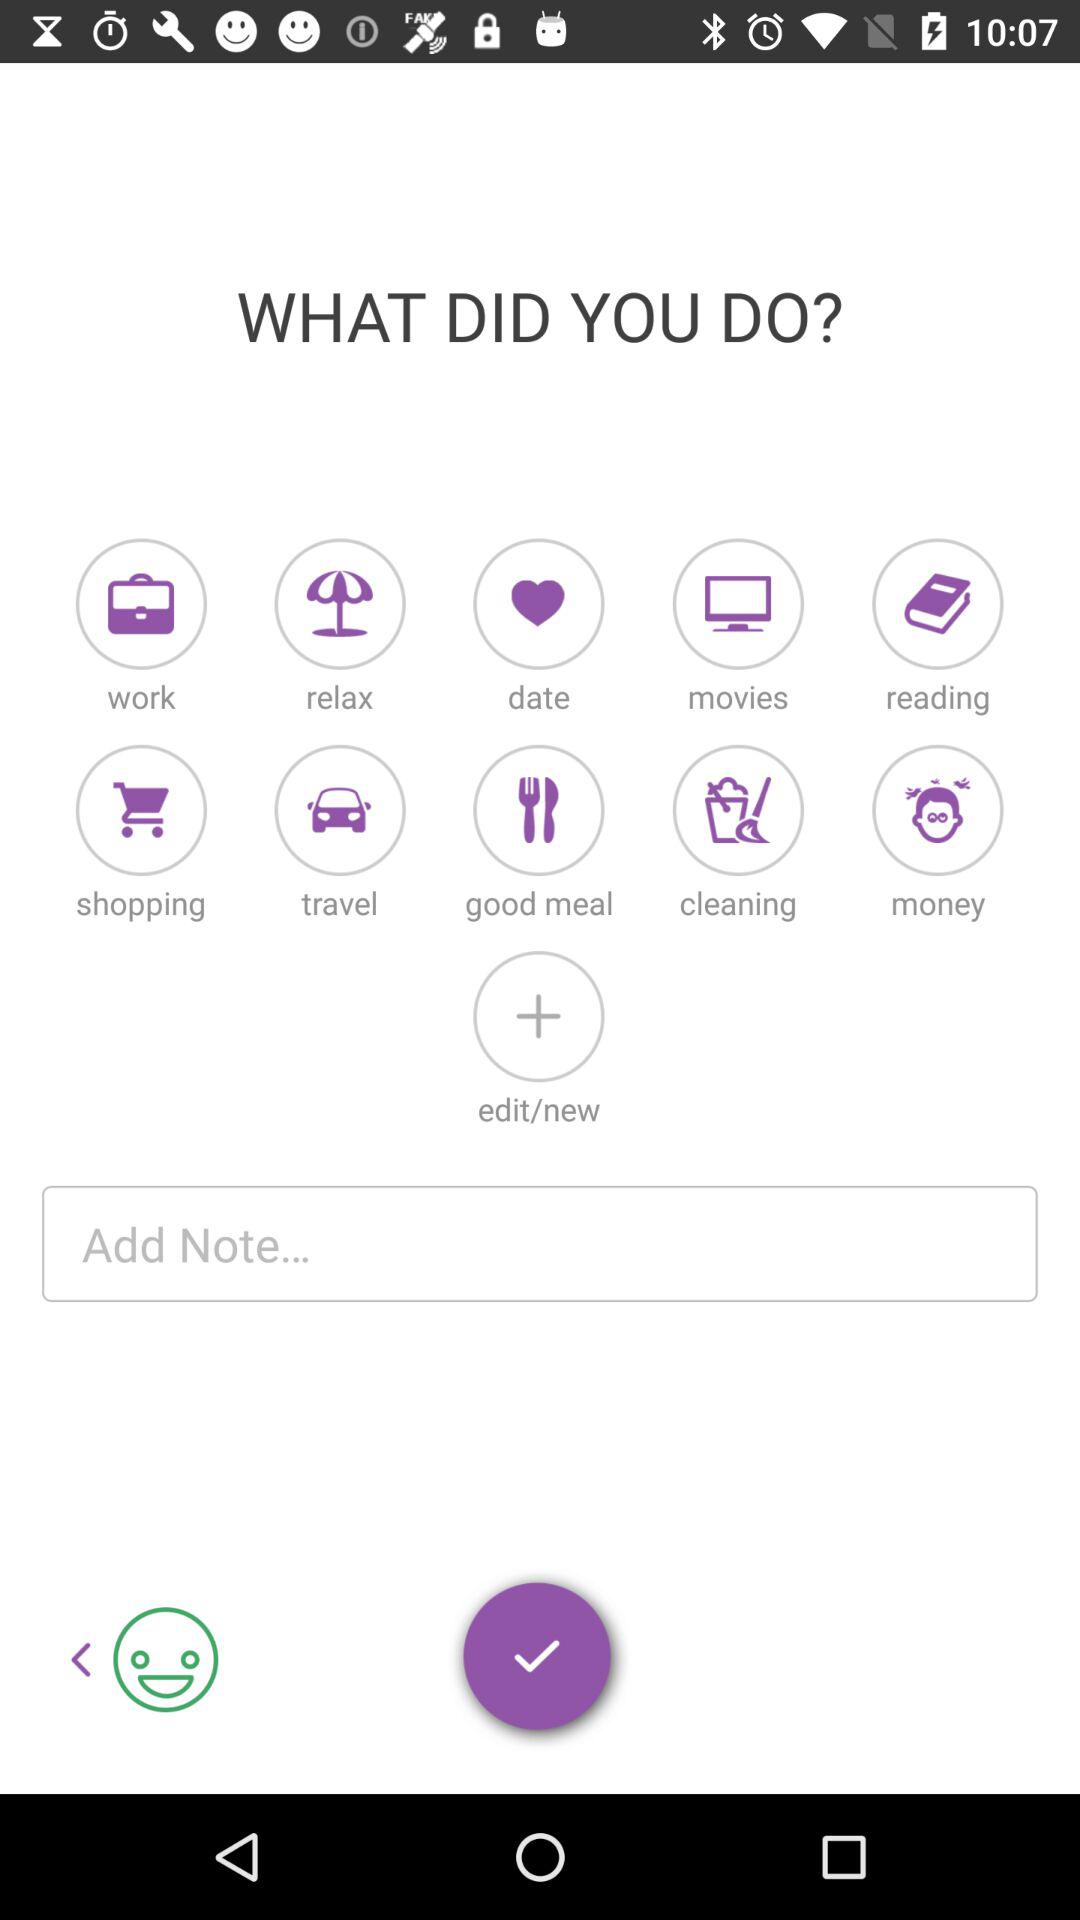 FAKE 10:07
WHAT DID YOU DO?
work relax date movies reading
shopping travel good meal cleaning money
edit/new
Add Note...